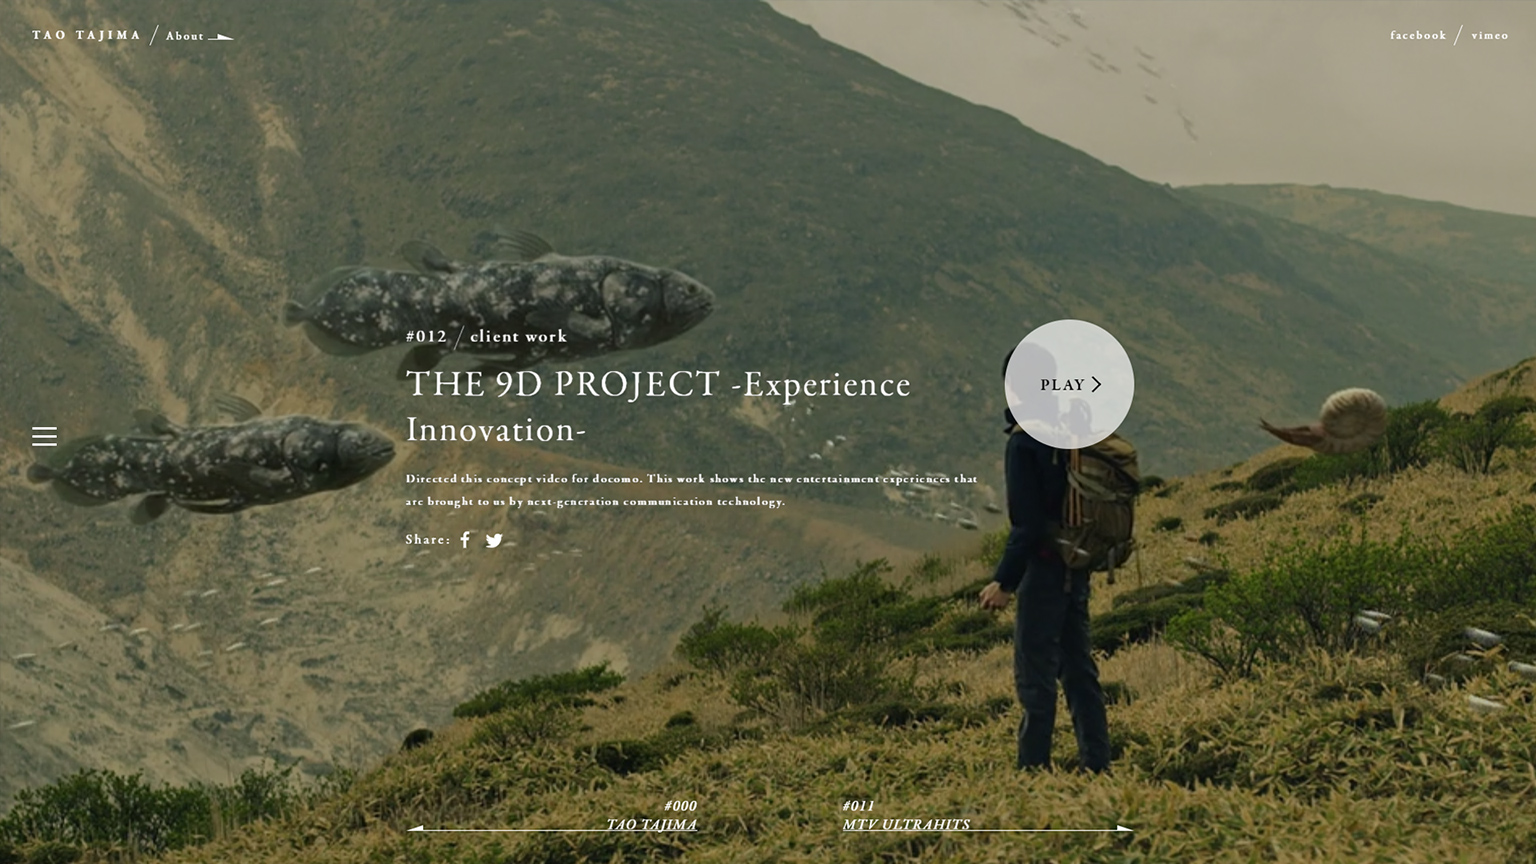 TAO TAJIMA / About
facebook / vimeo
#012 / client work
THE 9D PROJECT -Experience
Innovation-
Directed this concept video for docomo. This work shows the new entertainment experiences that
are brought to us by next-generation communication technology.
Share:
PLAY
#000
TAO TAJIMA
#011
MTV ULTRAHITS